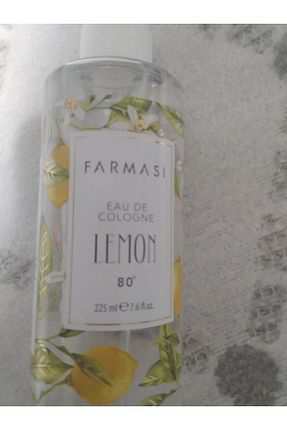 FARMASI
EAU DE
COLOGNE
LEMON
80°
225 ml ℮ 7.6 fl.oz.